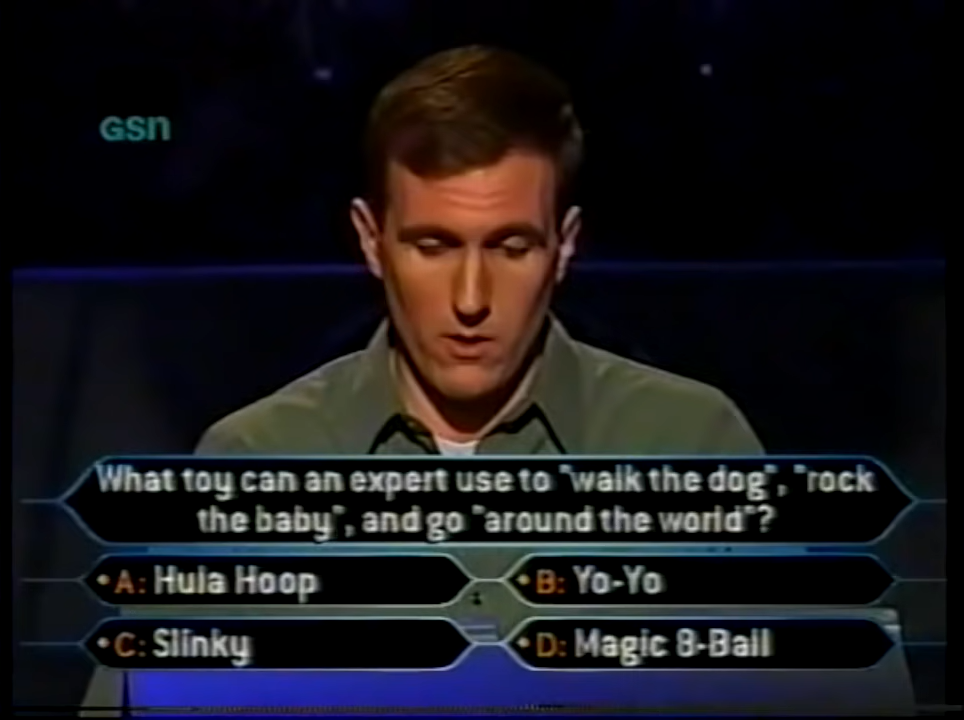 GSN
What toy can an expert use to "walk the dog", "rock
the baby", and go "around the world"?
A: Hula Hoop
B: Yo-Yo
C: Slinky
D: Magic 8-Ball